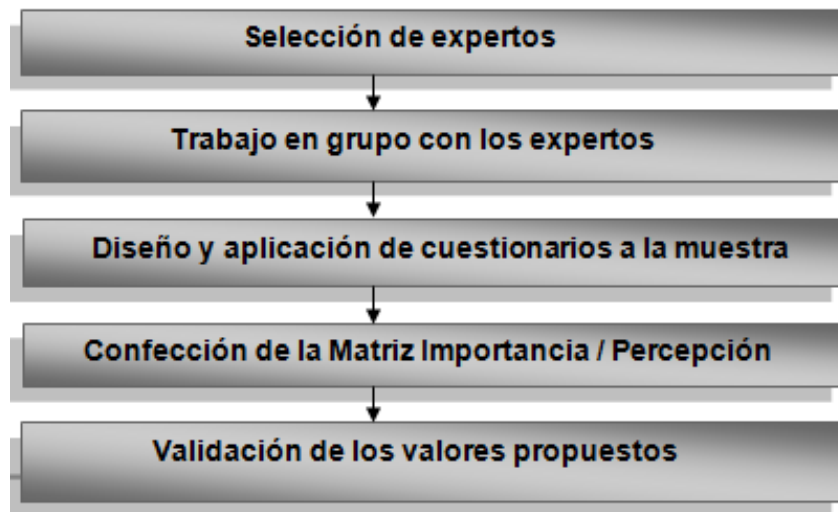 Selección de expertos
Trabajo en grupo con los expertos
Diseño y aplicación de cuestionarios a la muestra
Confección de la Matriz Importancia / Percepción
Validación de los valores propuestos